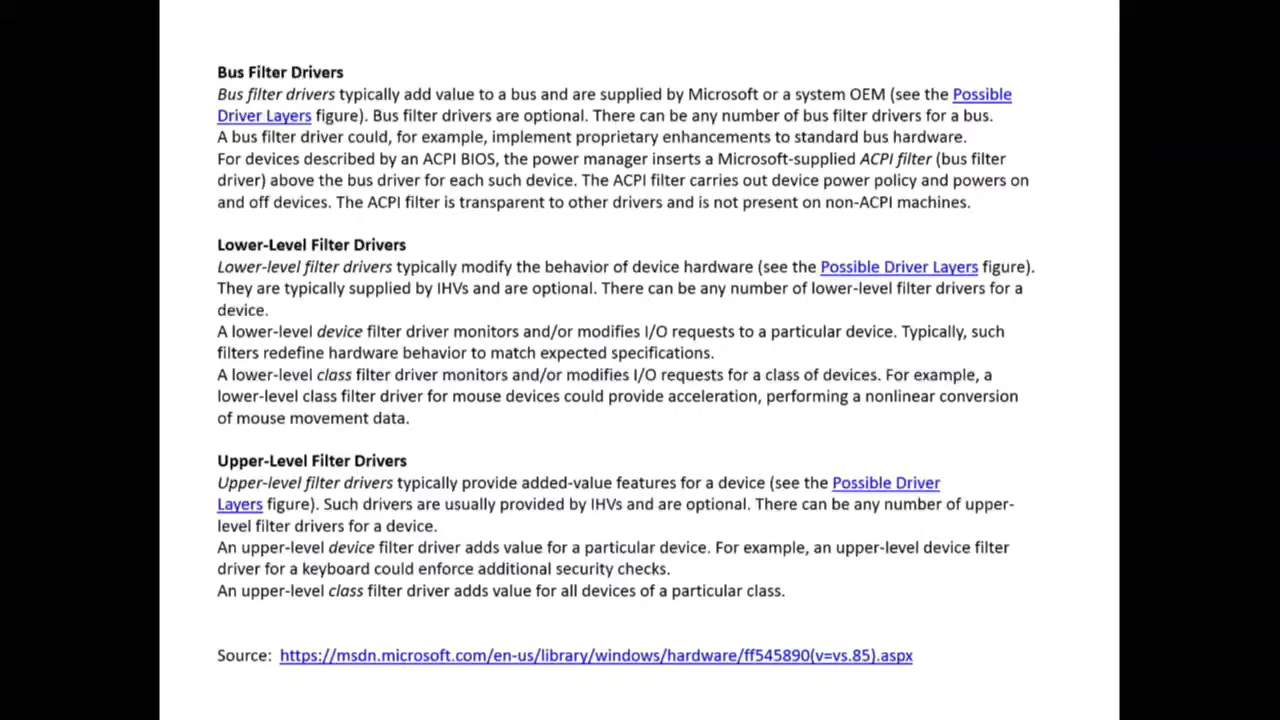 Bus Filter Drivers
Bus filter drivers typically add value to a bus and are supplied by Microsoft or a system OEM (see the Possible
Driver Layers figure). Bus filter drivers are optional. There can be any number of bus filter drivers for a bus.
A bus filter driver could, for example, implement proprietary enhancements to standard bus hardware.
For devices described by an ACPI BIOS, the power manager inserts a Microsoft-supplied ACPI filter (bus filter
driver) above the bus driver for each such device. The ACPI filter carries out device power policy and powers on
and off devices. The ACPI filter is transparent to other drivers and is not present on non-ACPI machines.
Lower-Level Filter Drivers
Lower-level filter drivers typically modify the behavior of device hardware (see the Possible Driver Layers figure).
They are typically supplied by IHVs and are optional. There can be any number of lower-level filter drivers for a
device.
A lower-level device filter driver monitors and/or modifies I/O requests to a particular device. Typically, such
filters redefine hardware behavior to match expected specifications.
A lower-level class filter driver monitors and/or modifies I/O requests for a class of devices. For example, a
lower-level class filter driver for mouse devices could provide acceleration, performing a nonlinear conversion
of mouse movement data.
Upper-Level Filter Drivers
Upper-level filter drivers typically provide added-value features for a device (see the Possible Driver
Layers figure). Such drivers are usually provided by IHVs and are optional. There can be any number of upper-
level filter drivers for a device.
An upper-level device filter driver adds value for a particular device. For example, an upper-level device filter
driver for a keyboard could enforce additional security checks.
An upper-level class filter driver adds value for all devices of a particular class.
Source: https://msdn.microsoft.com/en-us/library/windows/hardware/ff545890(v=vs.85).aspx